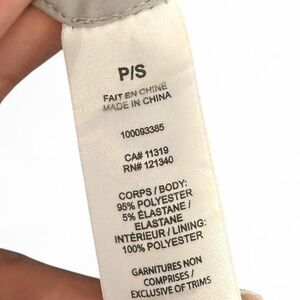 P/S
FAIT EN CHINE
MADE IN CHINA
100093385
CA# 11319
RN# 121340
CORPS / BODY:
95% POLYESTER
5% ÉLASTANE /
ELASTANE
INTÉRIEUR / LINING:
100% POLYESTER
GARNITURES NON
COMPRISES /
EXCLUSIVE OF TRIMS